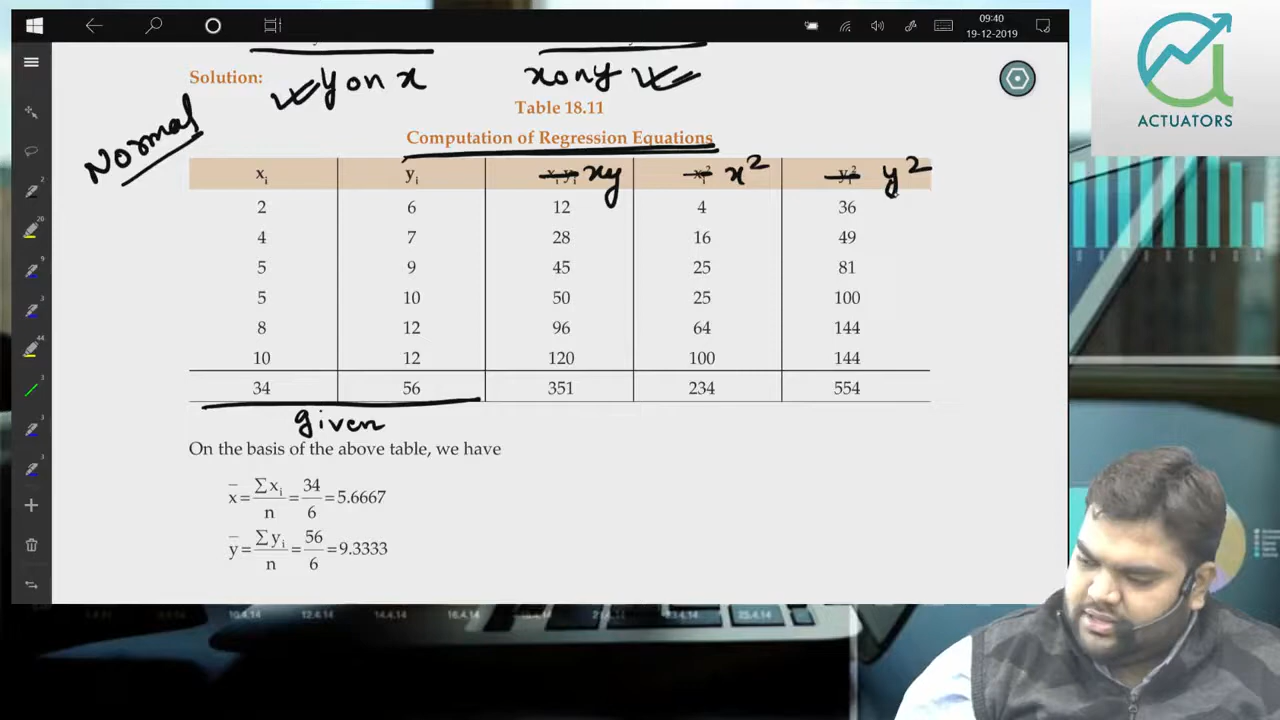 09:40
19-12-2019
ACTUATORS
Solution:
y on x
x on y
Normal
Table 18.11
Computation of Regression Equations
xi yi xi yi xy xi² x² yi² y²
2 6 12 4 36
4 7 28 16 49
5 9 45 25 81
5 10 50 25 100
8 12 96 64 144
10 12 120 100 144
34 56 351 234 554
given
On the basis of the above table, we have
x̄ = Σxi/n = 34/6 = 5.6667
ȳ = Σyi/n = 56/6 = 9.3333